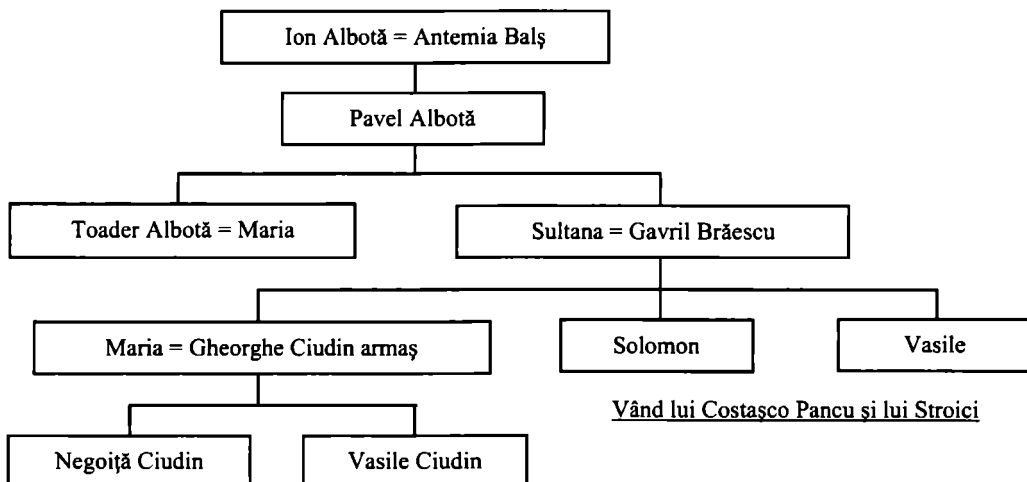 Ion Albotă = Antemia Balş
Pavel Albotă
Toader Albotă = Maria
Sultana = Gavril Brăescu
Maria = Gheorghe Ciudin armaş
Solomon
Vasile
Vând lui Costaşco Pancu şi lui Stroici
Negoiţă Ciudin
Vasile Ciudin